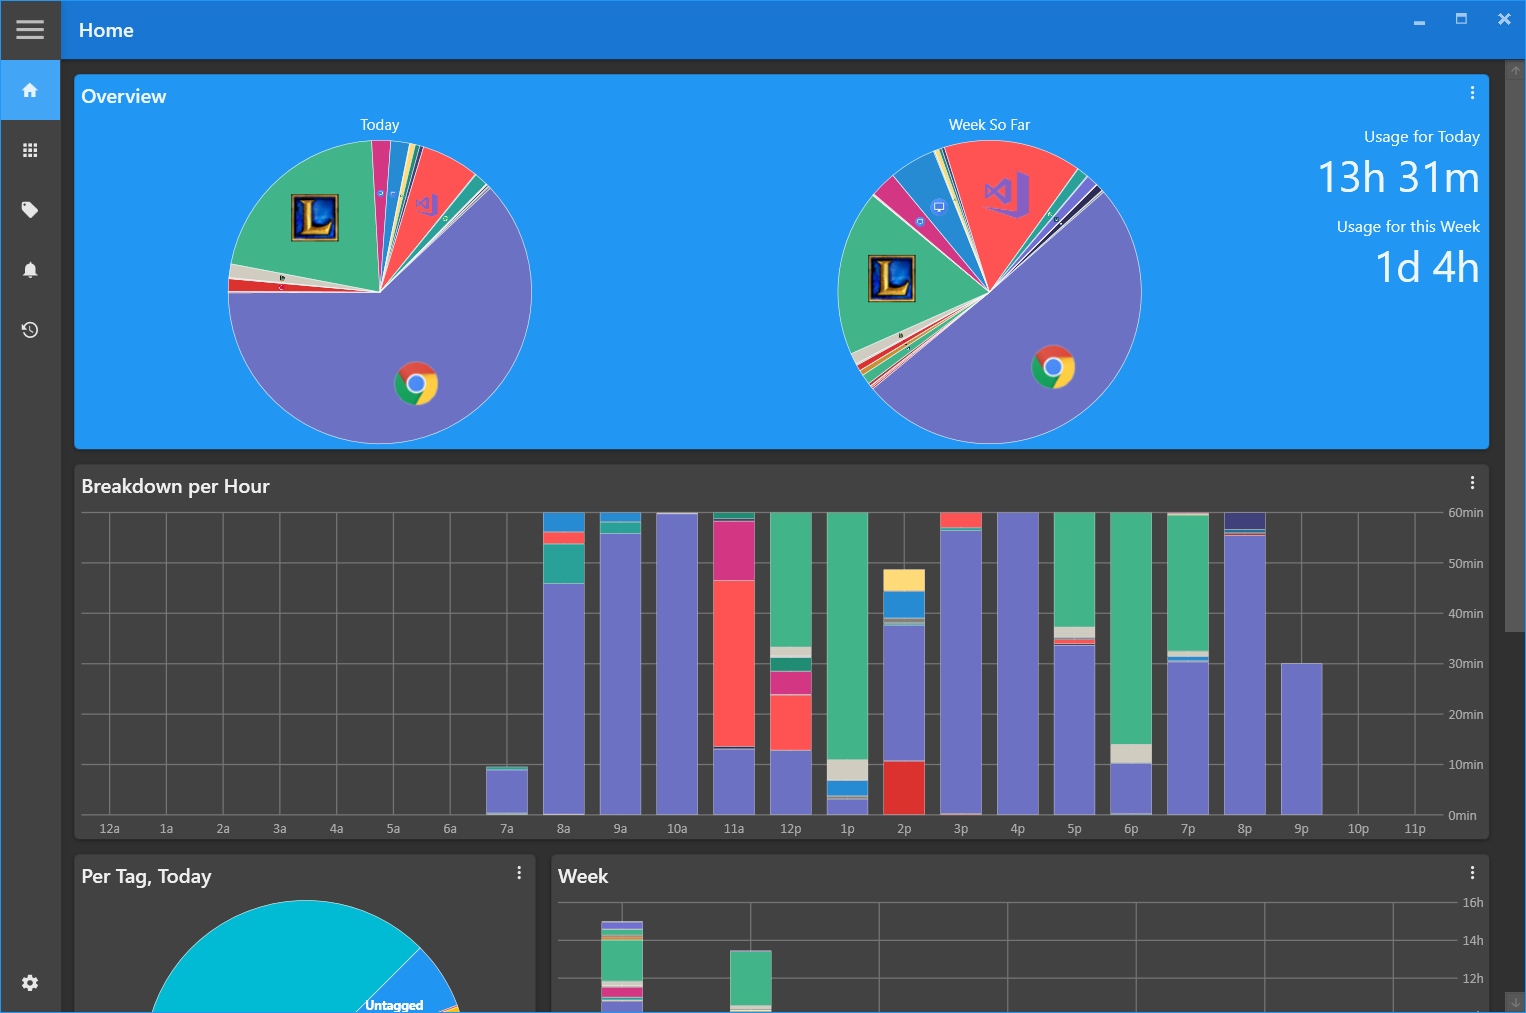 Home
Overview
Today
Week So Far
Usage for Today
13h 31m
Usage for this Week
1d 4h
L
L
Breakdown per Hour
60min
50min
40min
30min
20min
10min
0min
12a 1a 2a 3a 4a 5a 6a 7a 8a 9a 10a 11a 12p 1p 2p 3p 4p 5p 6p 7p 8p 9p 10p 11p
Per Tag, Today
Untagged
Week
16h
14h
12h